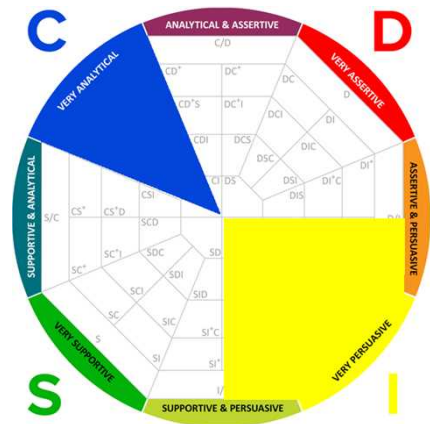 C
D
ANALYTICAL & ASSERTIVE
C/D
VERY ANALYTICAL
VERY ASSERTIVE
CD*
DC*
DC
D
CD*S
DC*I
DCI
DI
CDI
DCS
DIC
DSC
DI*
CI
DS
DSI
DI*C
DIS
SUPPORTIVE & ANALYTICAL
ASSERTIVE & PERSUASIVE
CSI
S/C
CS*
CS*D
SCD
SC*
SC*I
SDC
SD
SDI
SCI
SID
SC
SIC
SI*C
S
SI
SI*
I/
VERY SUPPORTIVE
VERY PERSUASIVE
SUPPORTIVE & PERSUASIVE
S
I